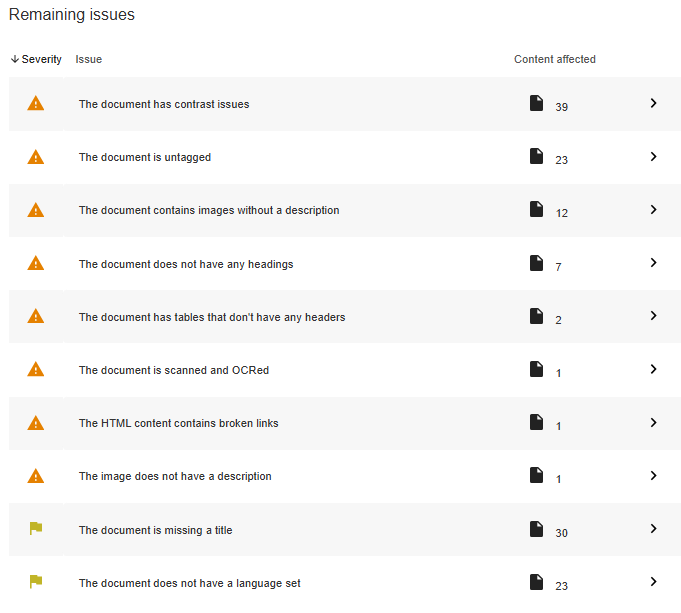 Remaining issues
Severity Issue Content affected
The document has contrast issues 39
The document is untagged 23
The document contains images without a description 12
The document does not have any headings 7
The document has tables that don't have any headers 2
The document is scanned and OCRed 1
The HTML content contains broken links 1
The image does not have a description 1
The document is missing a title 30
The document does not have a language set 23